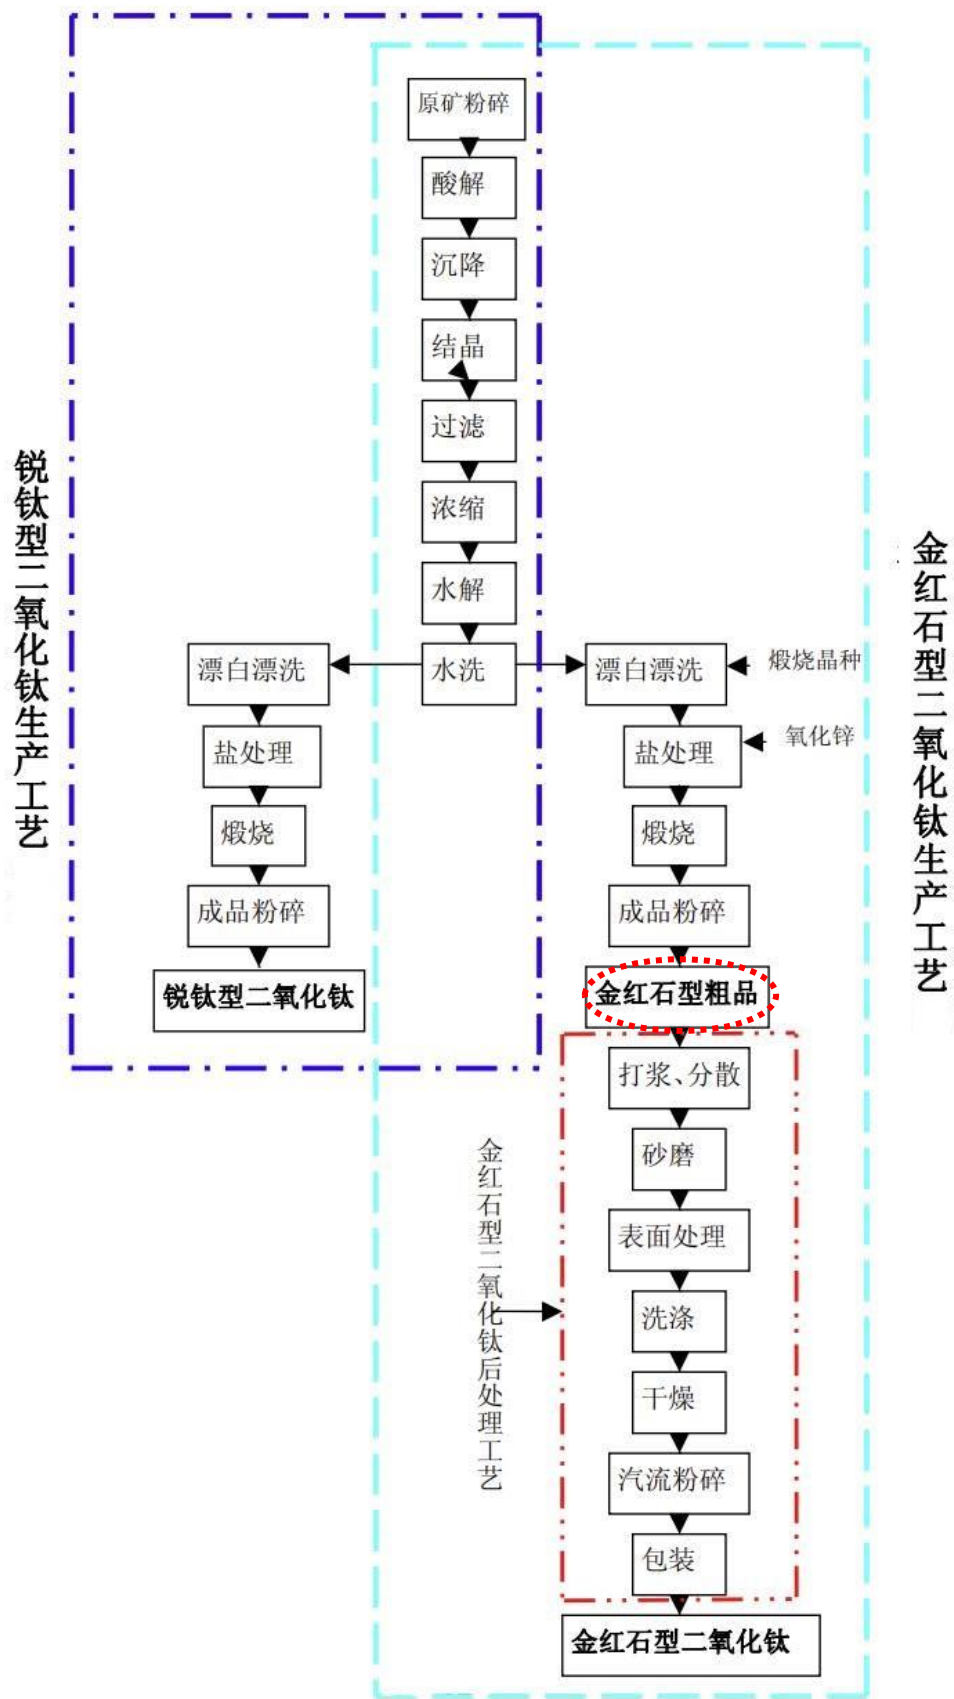 原矿粉碎
酸解
沉降
结晶
过滤
浓缩
水解
水洗
锐钛型二氧化钛生产工艺
漂白漂洗
盐处理
煅烧
成品粉碎
锐钛型二氧化钛
漂白漂洗
煅烧晶种
盐处理
氧化锌
煅烧
成品粉碎
金红石型粗品
金红石型二氧化钛生产工艺
打浆、分散
砂磨
表面处理
洗涤
干燥
汽流粉碎
包装
金红石型二氧化钛后处理工艺
金红石型二氧化钛